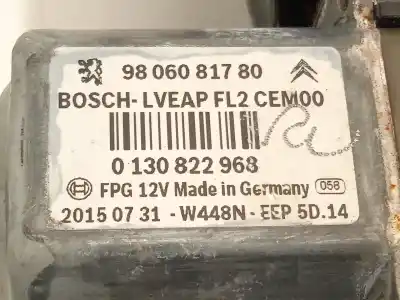 98 060 817 80
BOSCH- LVEAP FL2 CEM00
0 130 822 968
FPG 12V Made in Germany 058
2015 07 31 -W448N- EEP 5D.14